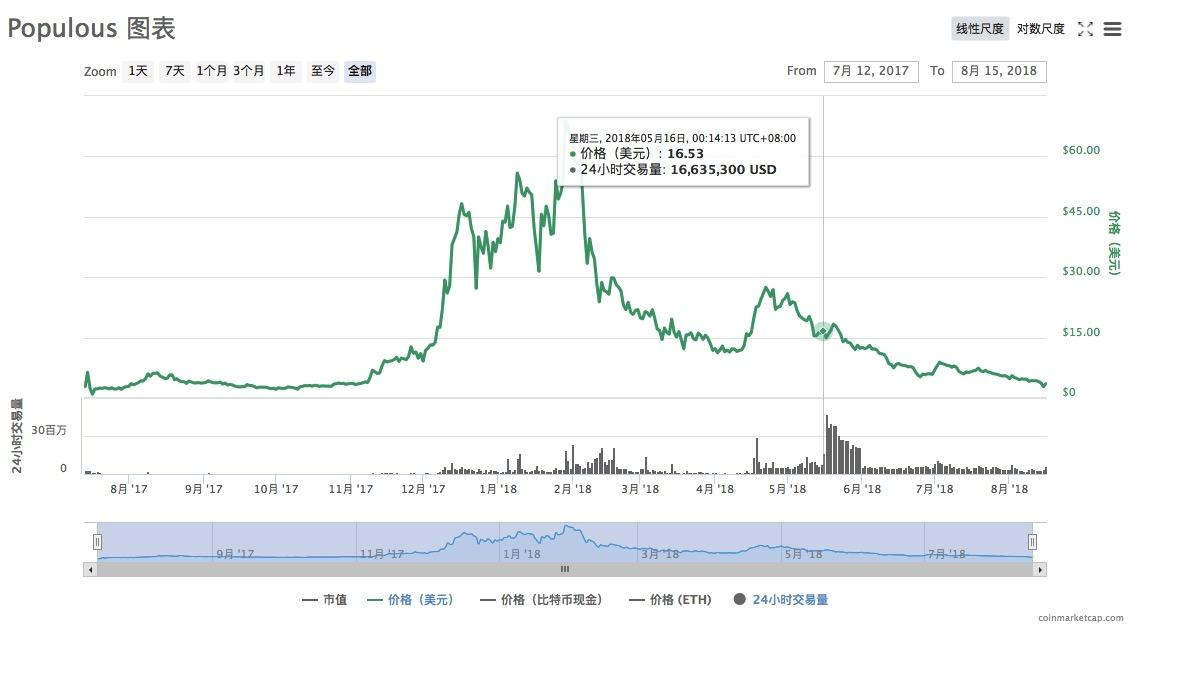 Populous 图表
线性尺度 对数尺度
Zoom 1天 7天 1个月 3个月 1年 至今 全部
From 7月 12, 2017 To 8月 15, 2018
星期三, 2018年05月16日, 00:14:13 UTC+08:00
价格（美元）: 16.53
24小时交易量: 16,635,300 USD
$60.00
$45.00
$30.00
$15.00
$0
价格（美元）
24小时交易量
30百万
0
8月 '17 9月 '17 10月 '17 11月 '17 12月 '17 1月 '18 2月 '18 3月 '18 4月 '18 5月 '18 6月 '18 7月 '18 8月 '18
9月 '17 11月 '17 1月 '18 3月 '18 5月 '18 7月 '18
市值 价格（美元） 价格（比特币现金） 价格 (ETH) 24小时交易量
coinmarketcap.com